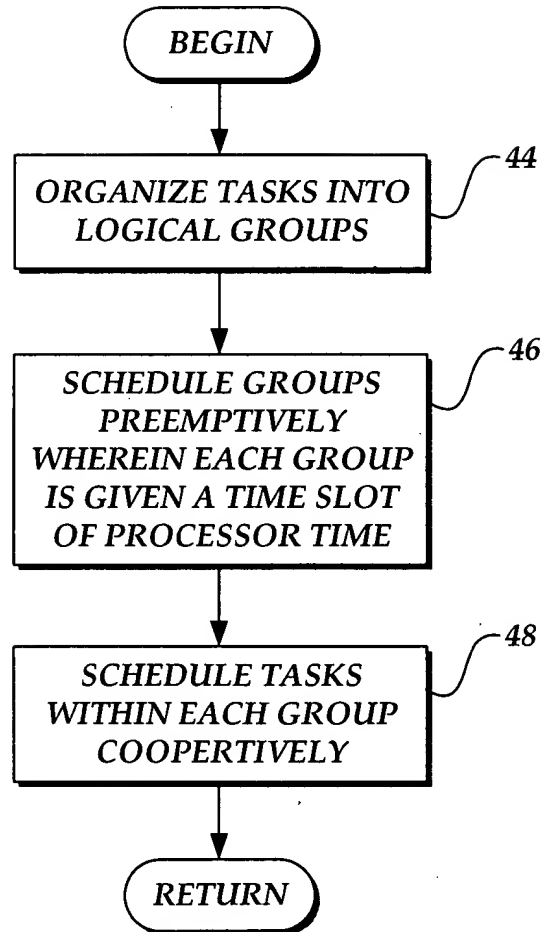 BEGIN
44
ORGANIZE TASKS INTO
LOGICAL GROUPS
46
SCHEDULE GROUPS
PREEMPTIVELY
WHEREIN EACH GROUP
IS GIVEN A TIME SLOT
OF PROCESSOR TIME
48
SCHEDULE TASKS
WITHIN EACH GROUP
COOPERTIVELY
RETURN